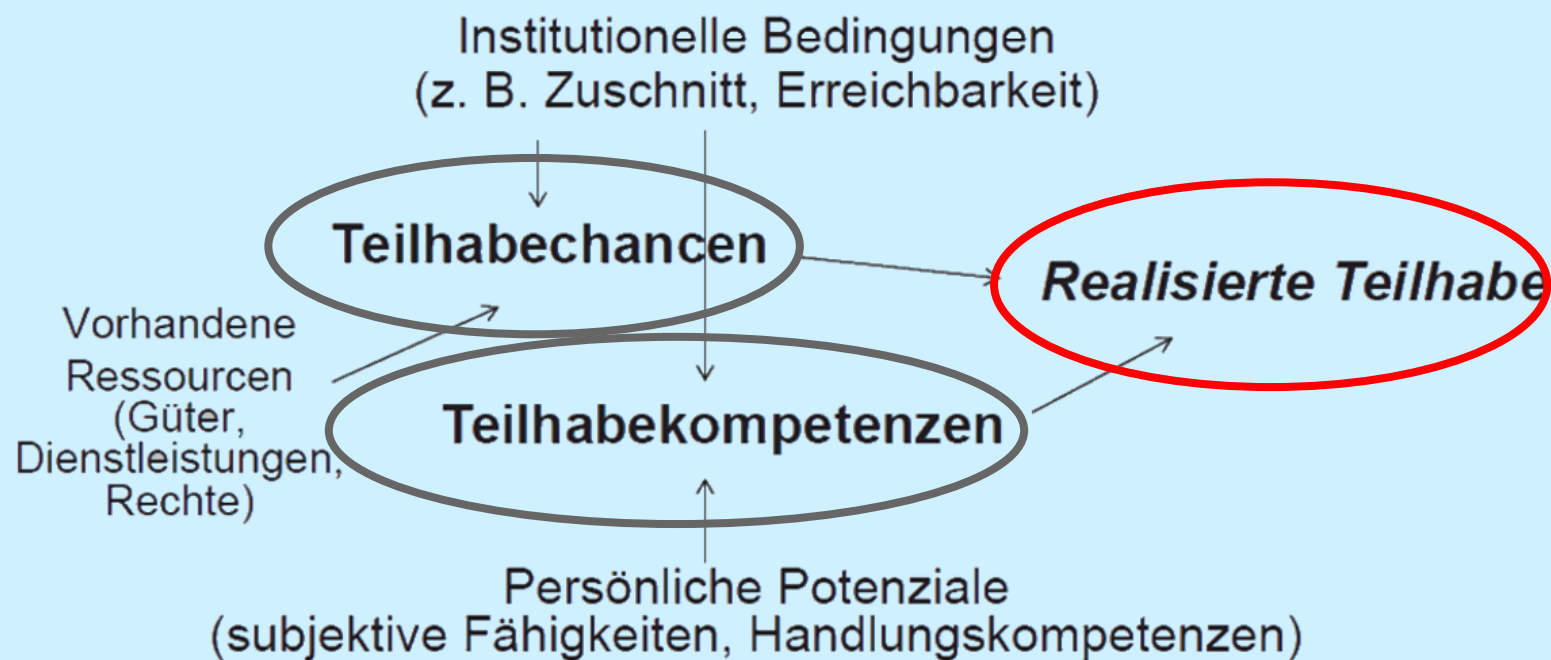 Institutionelle Bedingungen
(z. B. Zuschnitt, Erreichbarkeit)
Teilhabechancen
Realisierte Teilhabe
Vorhandene
Ressourcen
(Güter,
Dienstleistungen,
Rechte)
Teilhabekompetenzen
Persönliche Potenziale
(subjektive Fähigkeiten, Handlungskompetenzen)